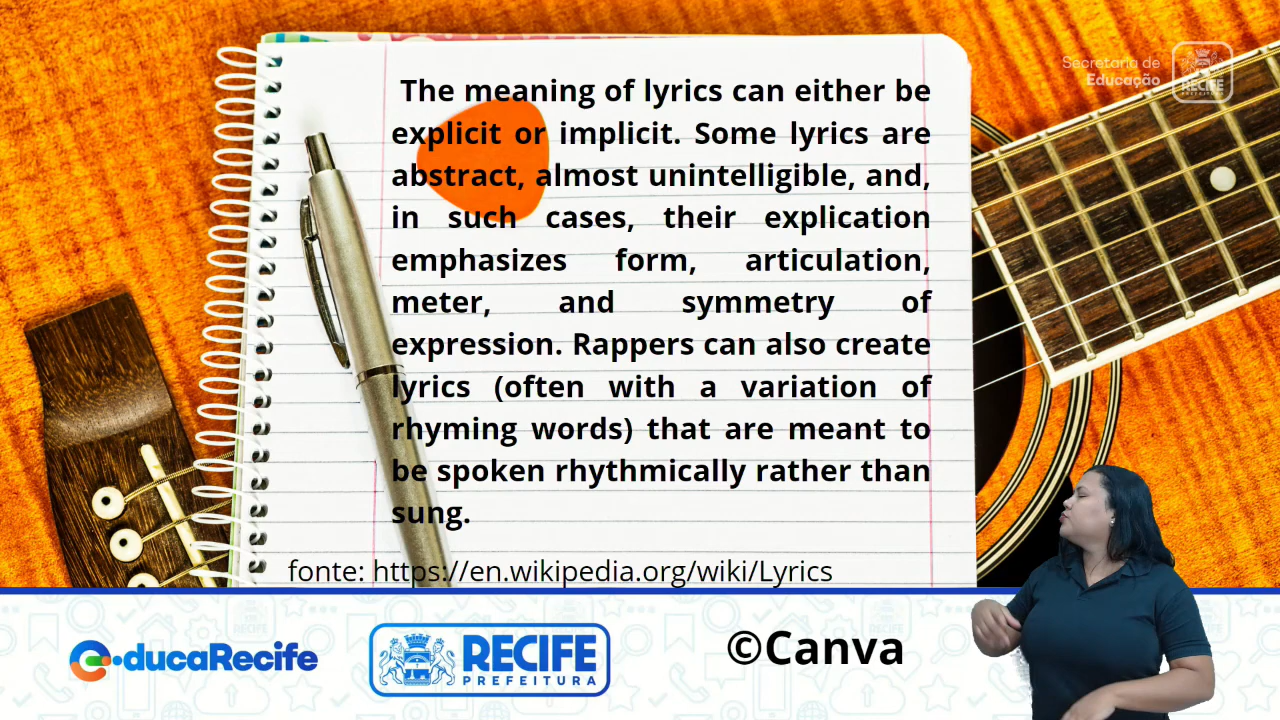 Secretaria de
Educação
RECIFE
PREFEITURA
The meaning of lyrics can either be
explicit or implicit. Some lyrics are
abstract, almost unintelligible, and,
in such cases, their explication
emphasizes form, articulation,
meter, and symmetry of
expression. Rappers can also create
lyrics (often with a variation of
rhyming words) that are meant to
be spoken rhythmically rather than
sung.
fonte: https://en.wikipedia.org/wiki/Lyrics
educaRecife
RECIFE
PREFEITURA
©Canva